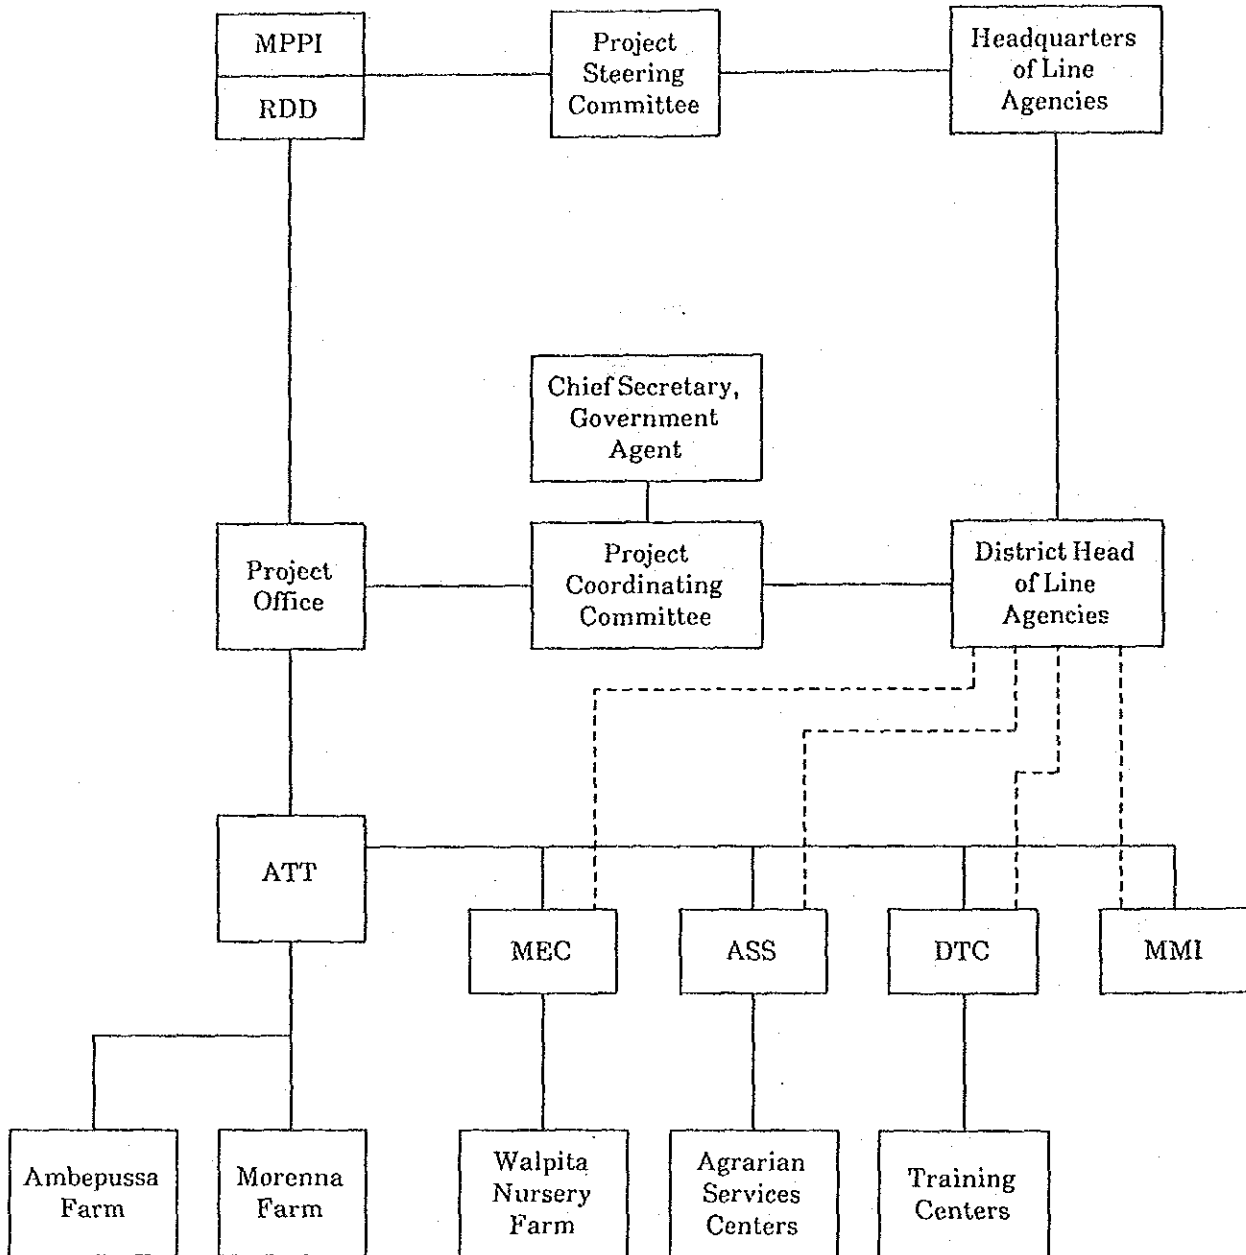 MPPI
RDD
Project
Steering
Committee
Headquarters
of Line
Agencies
Chief Secretary,
Government
Agent
Project
Office
Project
Coordinating
Committee
District Head
of Line
Agencies
ATT
MEC
ASS
DTC
MMI
Ambepussa
Farm
Morenna
Farm
Walpita
Nursery
Farm
Agrarian
Services
Centers
Training
Centers